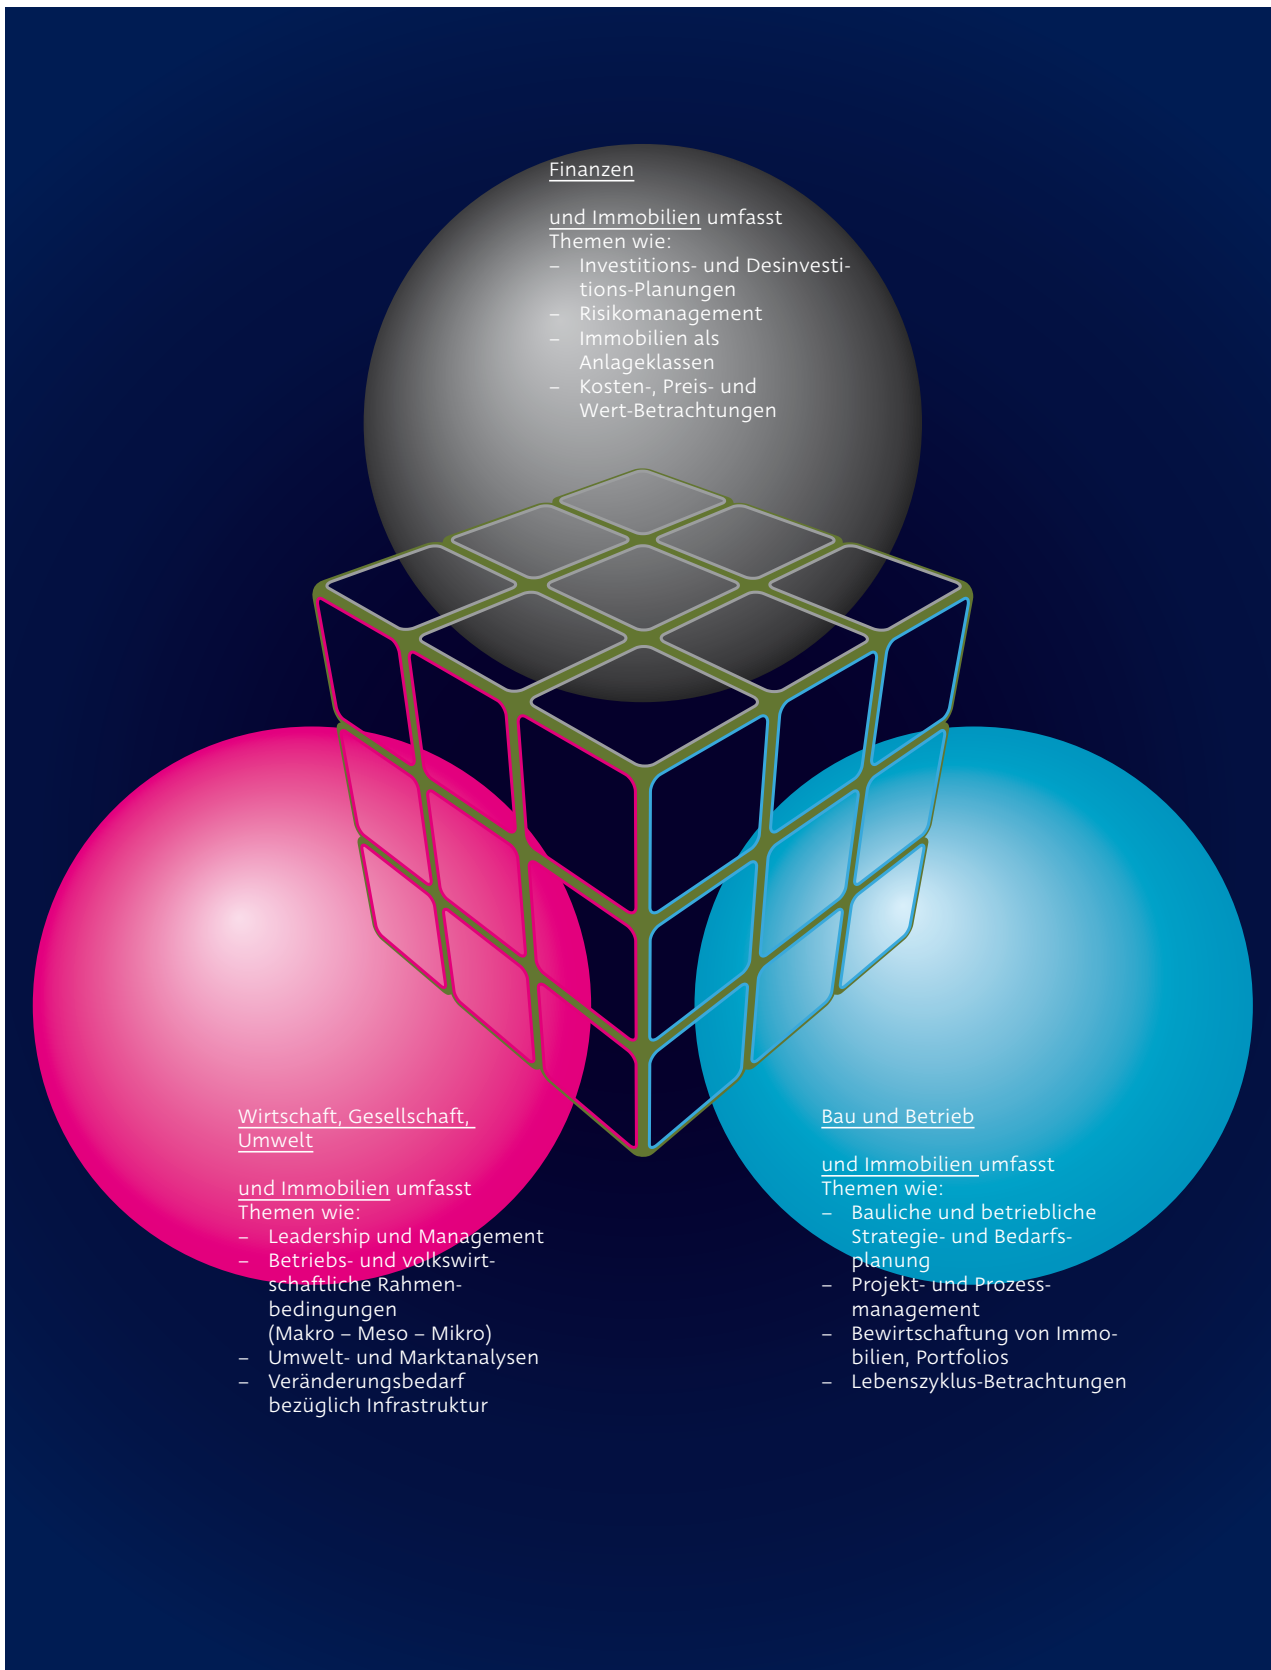 Finanzen
und Immobilien umfasst
Themen wie:
– Investitions- und Desinvesti-
tions-Planungen
– Risikomanagement
– Immobilien als
Anlageklassen
– Kosten-, Preis- und
Wert-Betrachtungen
Wirtschaft, Gesellschaft,
Umwelt
und Immobilien umfasst
Themen wie:
– Leadership und Management
– Betriebs- und volkswirt-
schaftliche Rahmen-
bedingungen
(Makro – Meso – Mikro)
– Umwelt- und Marktanalysen
– Veränderungsbedarf
bezüglich Infrastruktur
Bau und Betrieb
und Immobilien umfasst
Themen wie:
– Bauliche und betriebliche
Strategie- und Bedarfs-
planung
– Projekt- und Prozess-
management
– Bewirtschaftung von Immo-
bilien, Portfolios
– Lebenszyklus-Betrachtungen